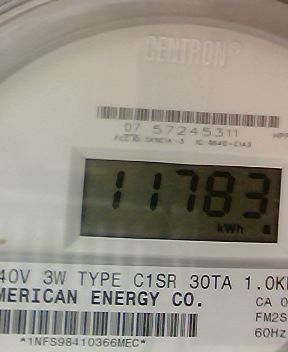 CENTRON®
07 57245311
11783
kWh
40V 3W TYPE C1SR 30TA 1.0K
MERICAN ENERGY CO.
CA 0
FM2S
60Hz
*1NFS98410366MEC*